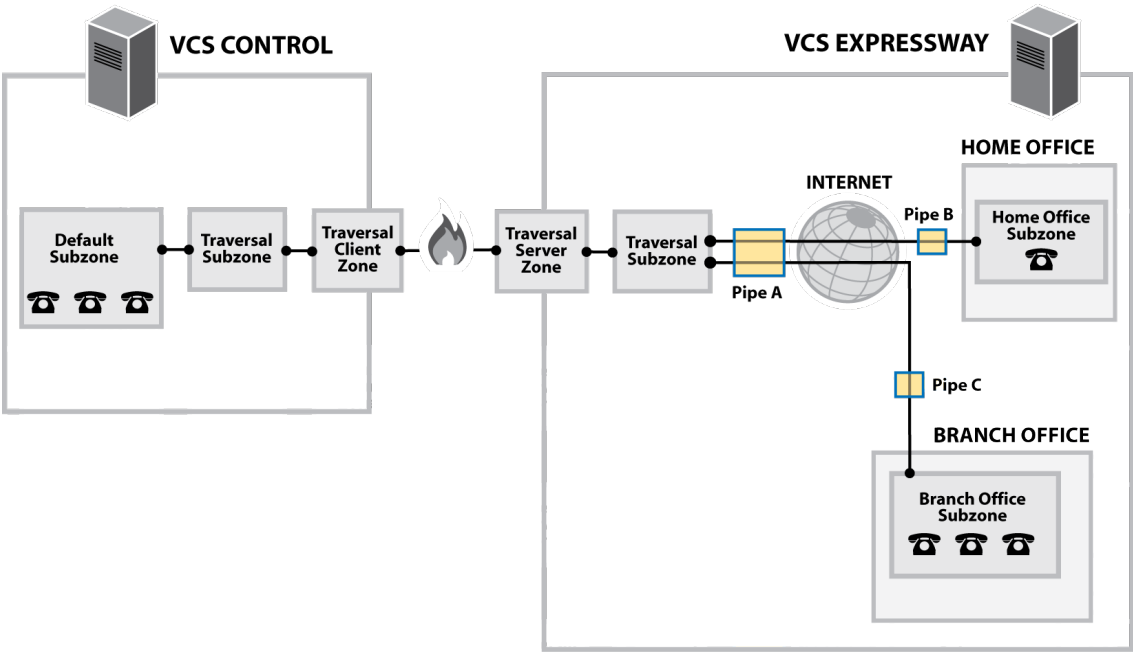 VCS CONTROL
VCS EXPRESSWAY
HOME OFFICE
INTERNET
Pipe B
Home Office
Subzone
Default
Subzone
Traversal
Subzone
Traversal
Client
Zone
Traversal
Server
Zone
Traversal
Subzone
Pipe A
Pipe C
BRANCH OFFICE
Branch Office
Subzone